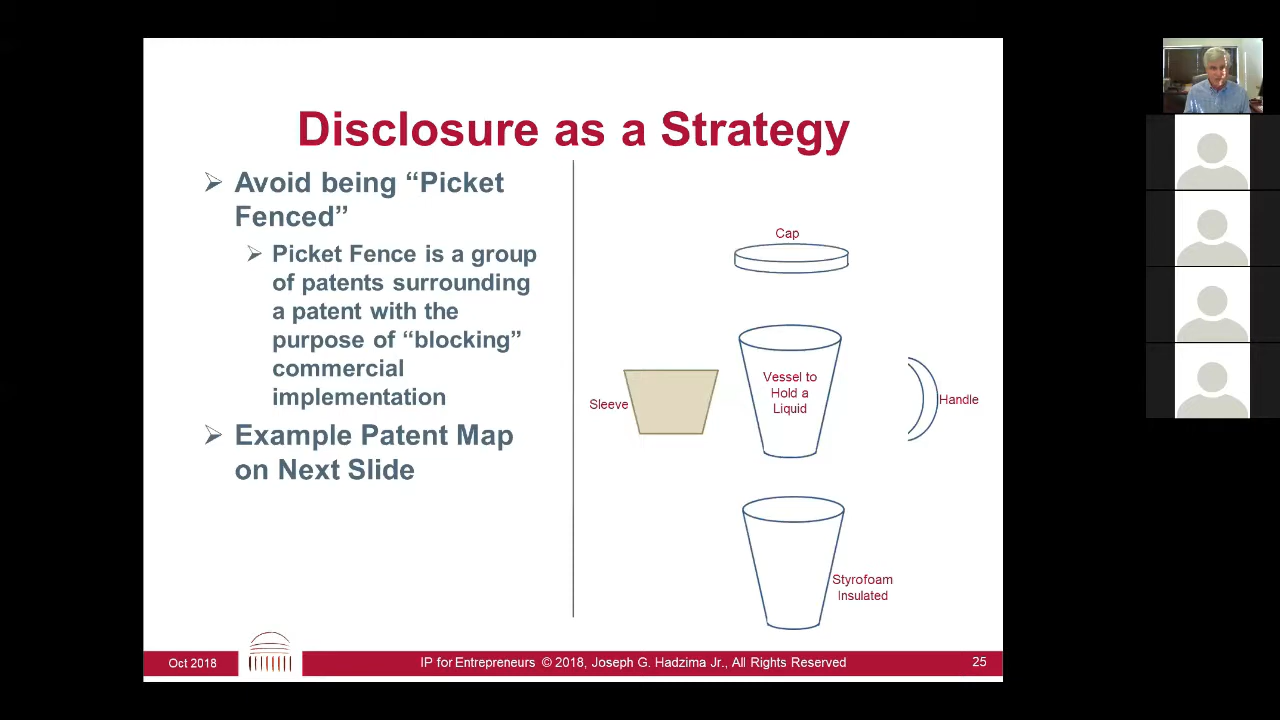 Disclosure as a Strategy
Avoid being “Picket
Fenced”
Picket Fence is a group
of patents surrounding
a patent with the
purpose of “blocking”
commercial
implementation
Example Patent Map
on Next Slide
Cap
Vessel to
Hold a
Liquid
Sleeve
Handle
Styrofoam
Insulated
Oct 2018
IP for Entrepreneurs © 2018, Joseph G. Hadzima Jr., All Rights Reserved
25